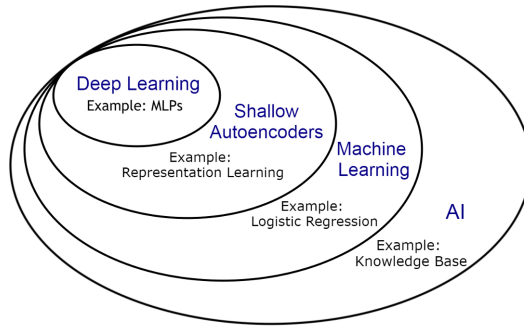 Deep Learning
Example: MLPs
Shallow
Autoencoders
Example:
Representation Learning
Machine
Learning
Example:
Logistic Regression
AI
Example:
Knowledge Base